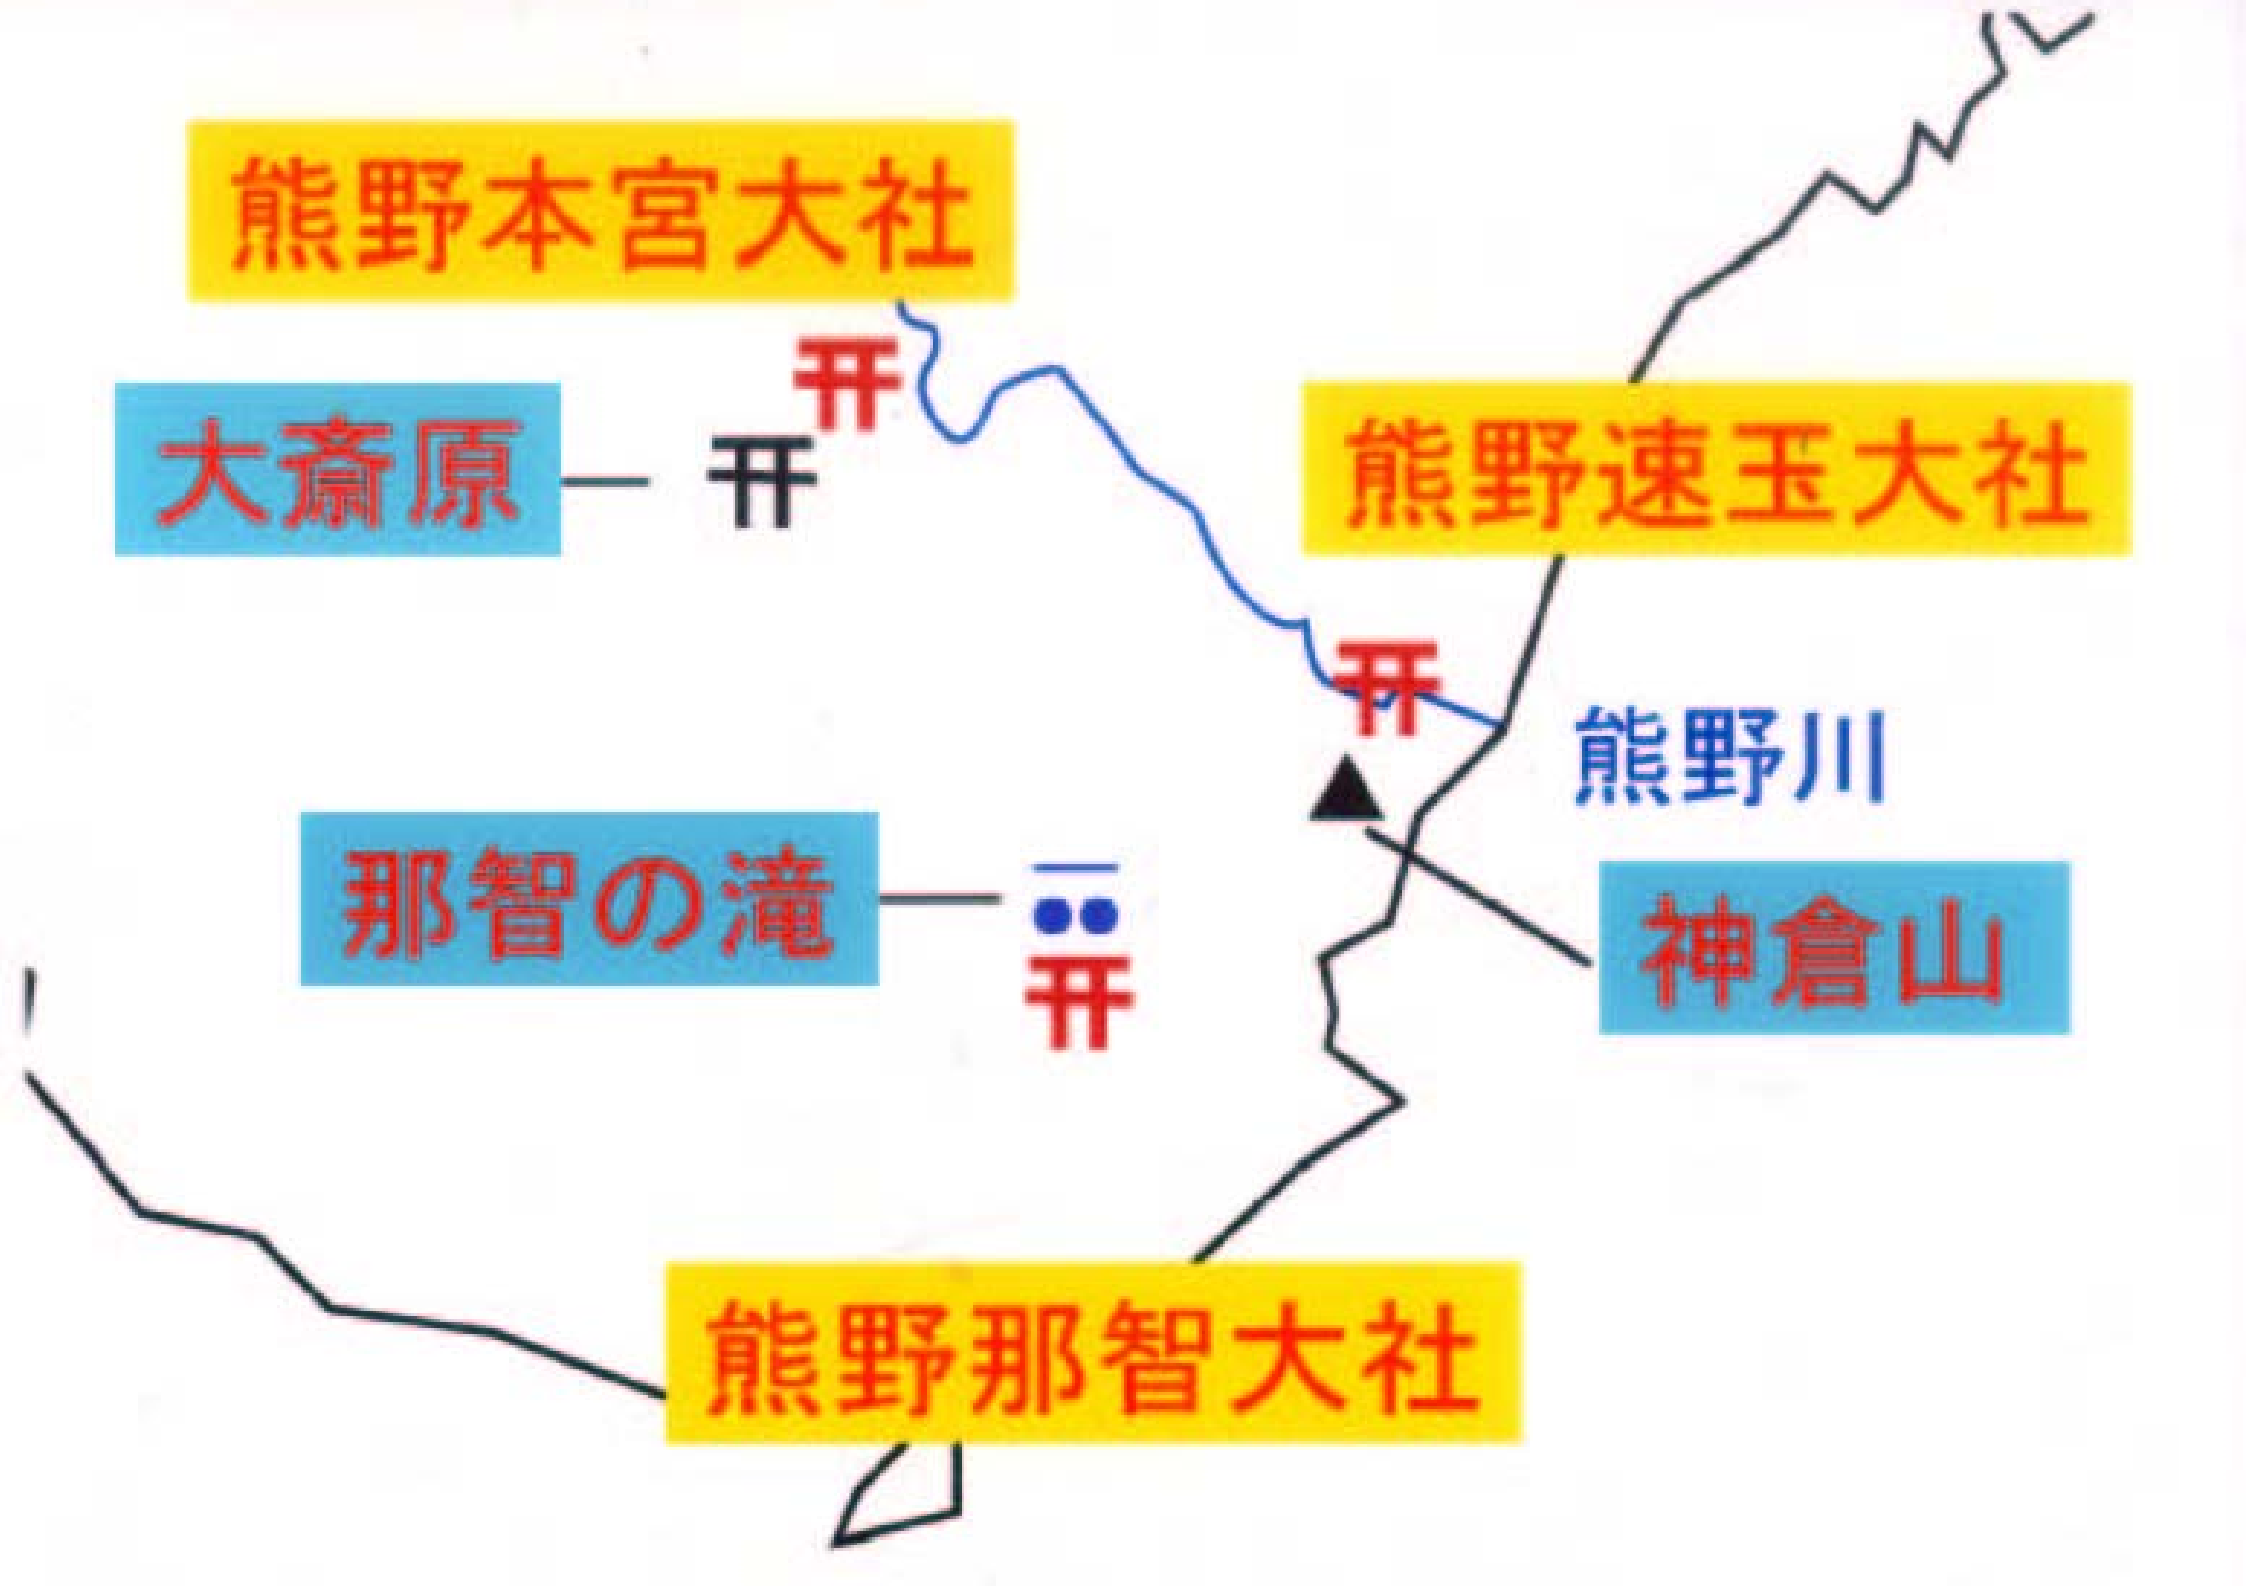 熊野本宮大社
大斎原
熊野速玉大社
熊野川
那智の滝
神倉山
熊野那智大社